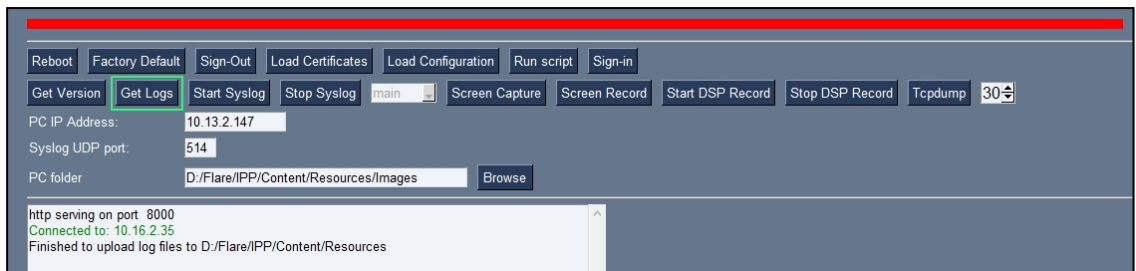 Reboot Factory Default Sign-Out Load Certificates Load Configuration Run script Sign-in
Get Version Get Logs Start Syslog Stop Syslog main Screen Capture Screen Record Start DSP Record Stop DSP Record Tcpdump 30
PC IP Address: 10.13.2.147
Syslog UDP port: 514
PC folder D:/Flare/IPP/Content/Resources/Images Browse
http serving on port 8000
Connected to: 10.16.2.35
Finished to upload log files to D:/Flare/IPP/Content/Resources